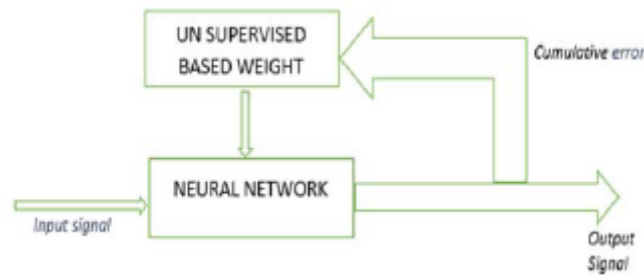 UN SUPERVISED
BASED WEIGHT
Cumulative error
NEURAL NETWORK
Input signal
Output
Signal